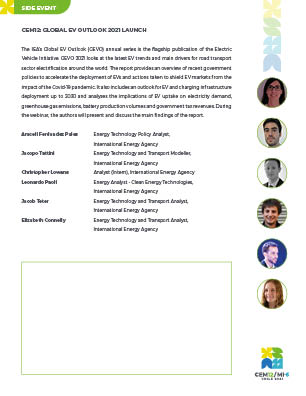 SIDE EVENT
CEM12: GLOBAL EV OUTLOOK 2021 LAUNCH
The IEA's Global EV Outlook (GEVO) annual series is the flagship publication of the Electric
Vehicle Initiative. GEVO 2021 looks at the latest EV trends and main drivers for road transport
sector electrification around the world. The report provides an overview of recent government
policies to accelerate the deployment of EVs and actions taken to shield EV markets from the
impact of the Covid-19 pandemic. It also includes an outlook for EV and charging infrastructure
deployment up to 2030 and analyses the implications of EV uptake on electricity demand,
greenhouse gas emissions, battery production volumes and government tax revenues. During
the webinar, the authors will present and discuss the main findings of the report.
Araceli Fernandez Pales Energy Technology Policy Analyst,
International Energy Agency
Jacopo Tattini Energy Technology and Transport Modeller,
International Energy Agency
Christopher Lowans Analyst (intern), International Energy Agency
Leonardo Paoli Energy Analyst - Clean Energy Technologies,
International Energy Agency
Jacob Teter Energy Technology and Transport Analyst,
International Energy Agency
Elizabeth Connelly Energy Technology and Transport Analyst,
International Energy Agency
CEM12/MI-6
CHILE 2021